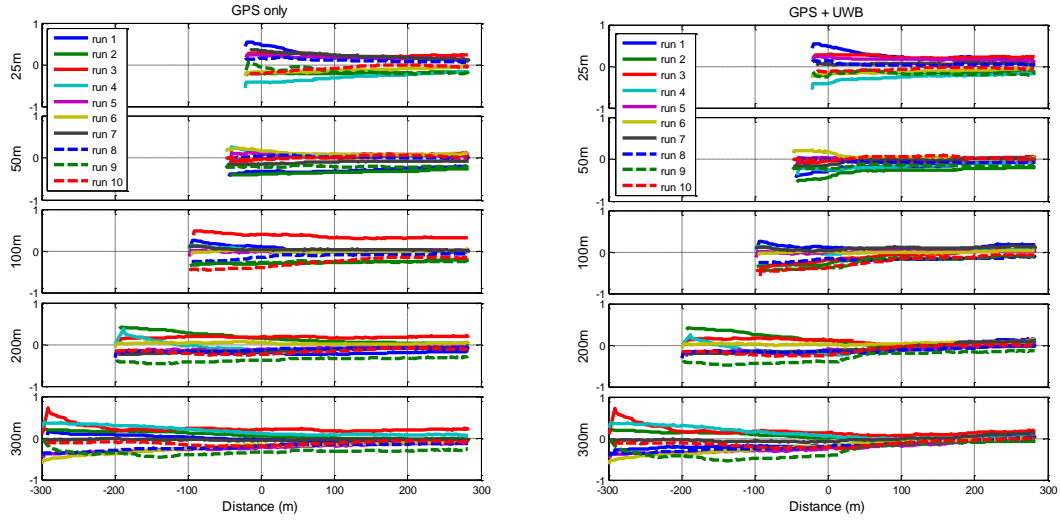 GPS only
1
0
-1
25m
run 1
run 2
run 3
run 4
run 5
run 6
run 7
run 8
run 9
run 10
1
0
-1
50m
1
0
-1
100m
1
0
-1
200m
1
0
-1
300m
-300 -200 -100 0 100 200 300
Distance (m)
GPS + UWB
1
0
-1
25m
run 1
run 2
run 3
run 4
run 5
run 6
run 7
run 8
run 9
run 10
1
0
-1
50m
1
0
-1
100m
1
0
-1
200m
1
0
-1
300m
-300 -200 -100 0 100 200 300
Distance (m)